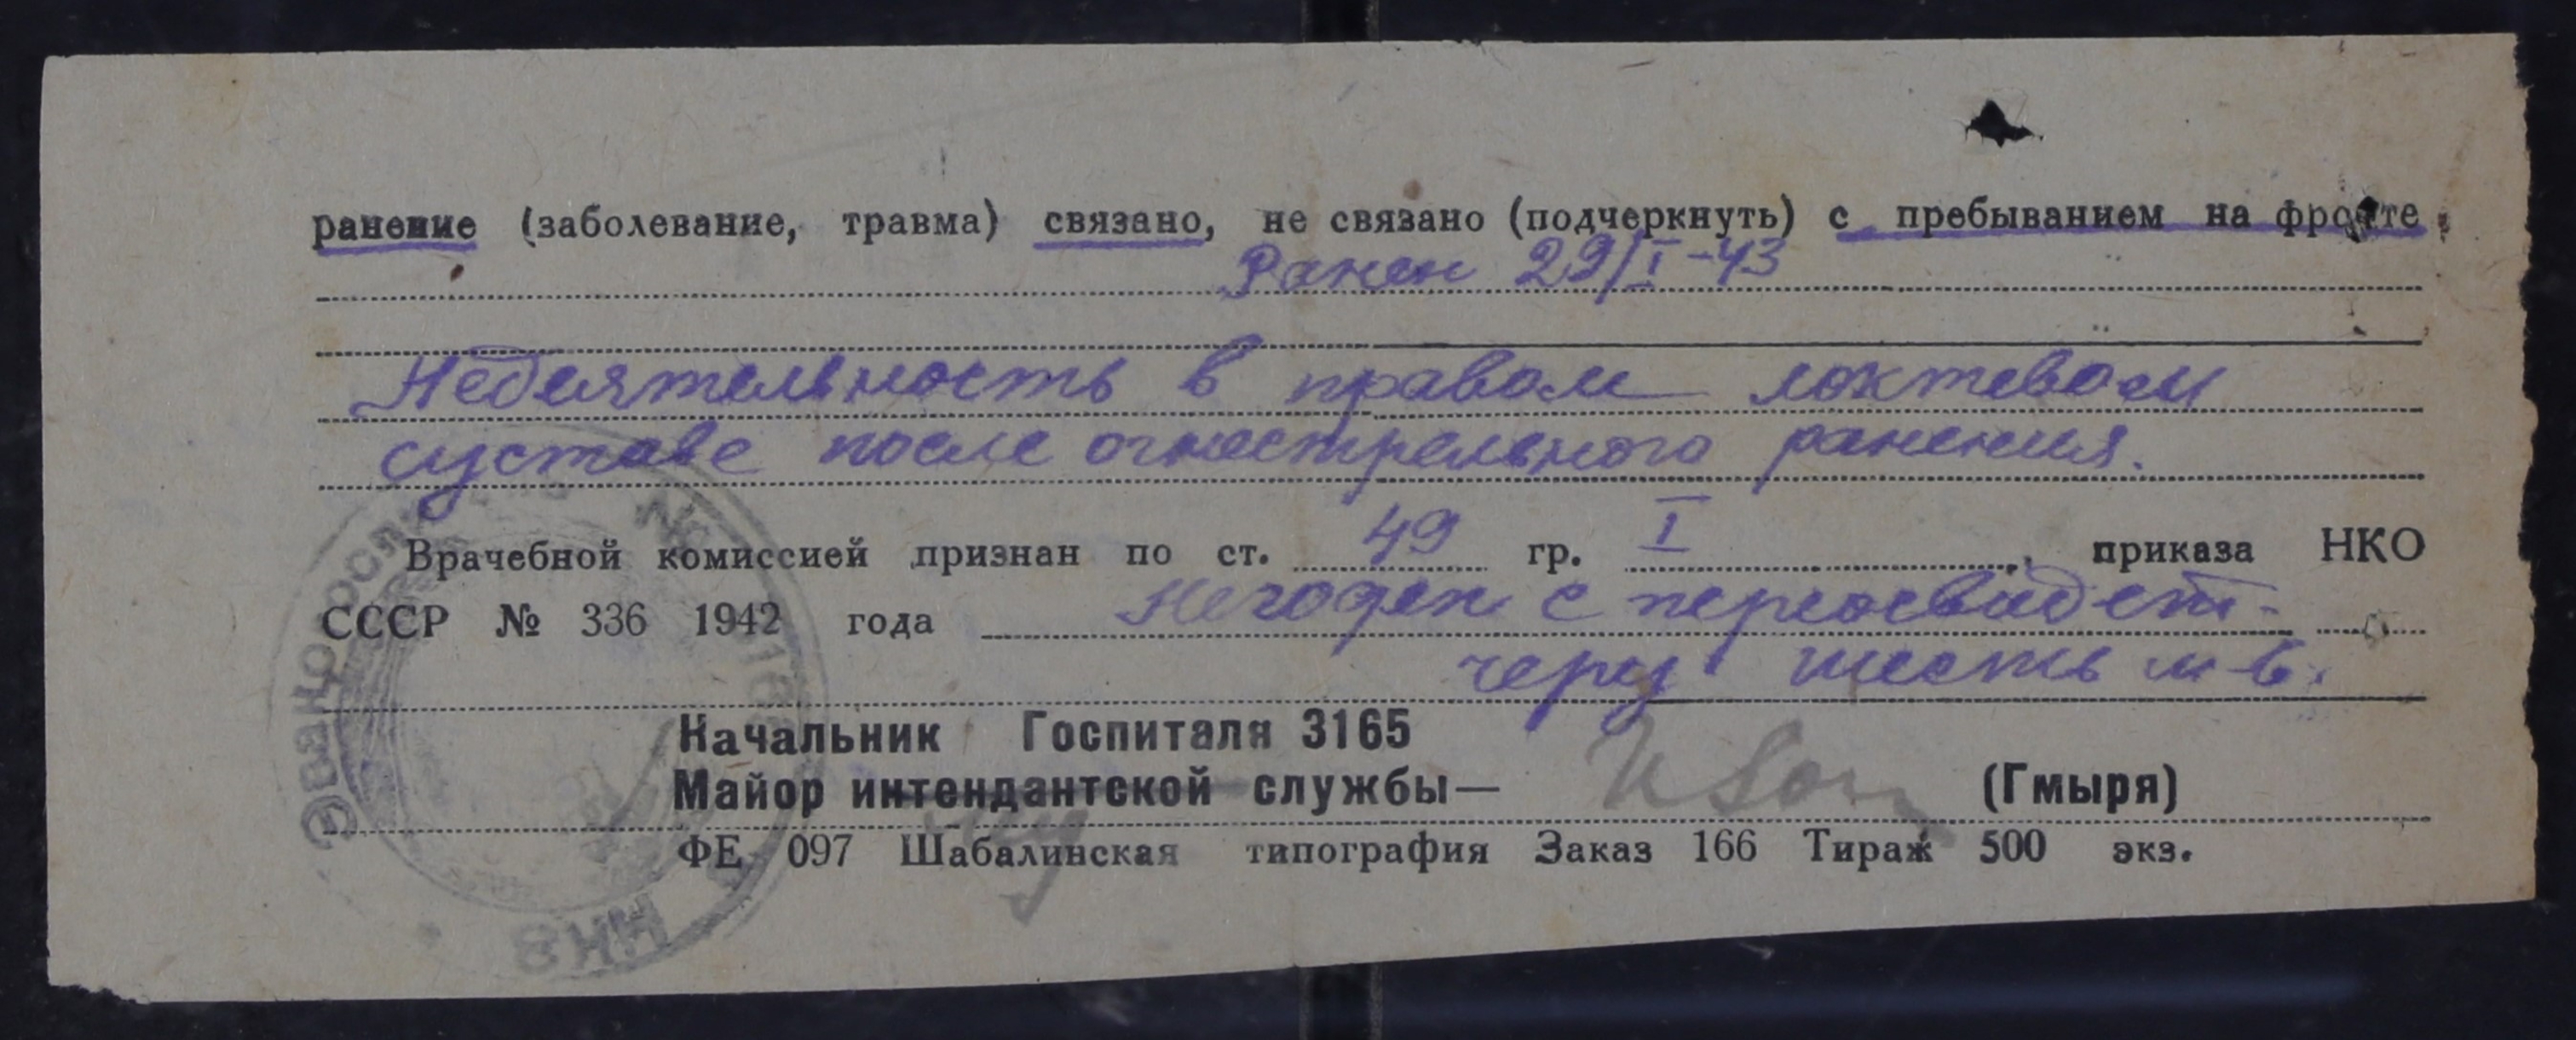 ранение (заболевание, травма) связано, не связано (подчеркнуть) с пребыванием на фронте
Ранен 29/I-43
Недеятельность в правом локтевом
суставе после огнестрельного ранения.
Врачебной комиссией признан по ст. 49 гр. I, приказа НКО
СССР № 336 1942 года негоден с переосвидет-
через шесть м-в.
Начальник Госпиталя 3165
Майор интендантской службы— (Гмыря)
ФЕ 097 Шабалинская типография Заказ 166 Тираж 500 экз.